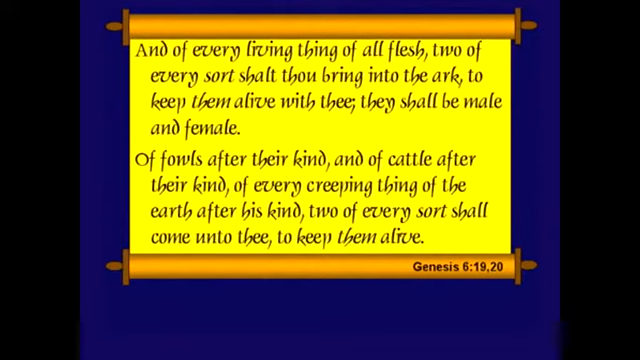 And of every living thing of all flesh, two of
every sort shalt thou bring into the ark, to
keep them alive with thee; they shall be male
and female.
Of fowls after their kind, and of cattle after
their kind, of every creeping thing of the
earth after his kind, two of every sort shall
come unto thee, to keep them alive.
Genesis 6:19,20